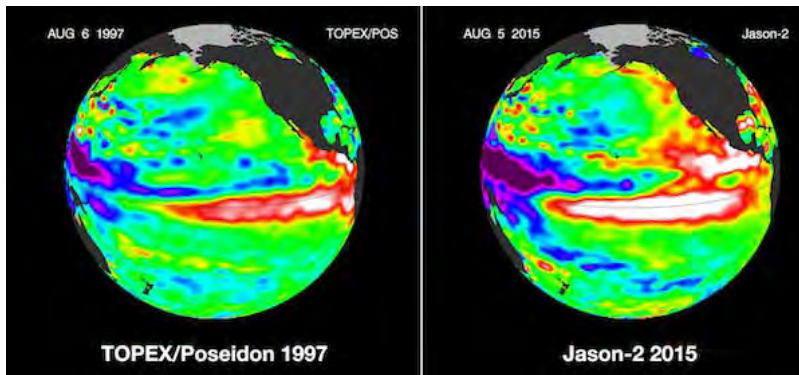 AUG 6 1997 TOPEX/POS
TOPEX/Poseidon 1997
AUG 5 2015 Jason-2
Jason-2 2015